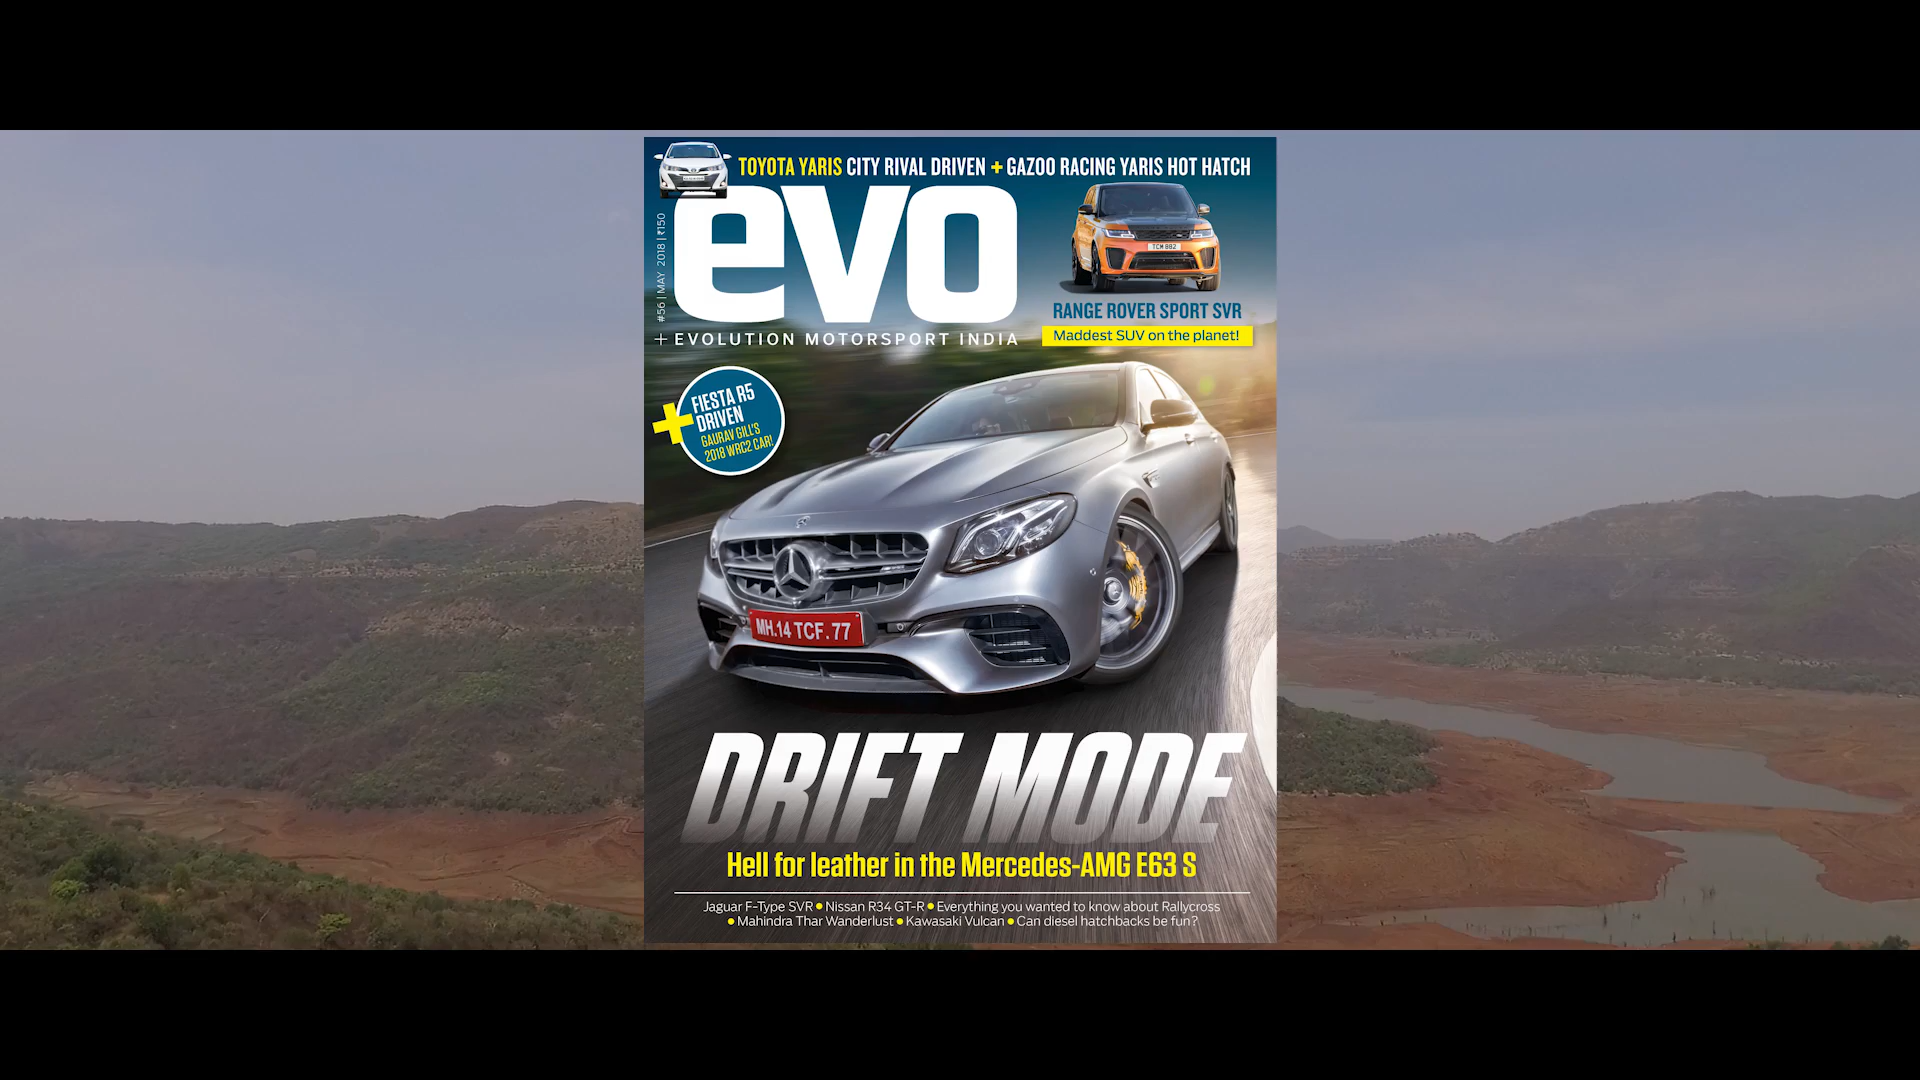 TOYOTA YARIS CITY RIVAL DRIVEN + GAZOO RACING YARIS HOT HATCH
evo
#56 | MAY 2018 | ₹150
+ EVOLUTION MOTORSPORT INDIA
TCM 882
RANGE ROVER SPORT SVR
Maddest SUV on the planet!
+ FIESTA R5
DRIVEN
GAURAV GILL'S
2018 WRC2 CAR!
MH.14 TCF.77
DRIFT MODE
Hell for leather in the Mercedes-AMG E63 S
Jaguar F-Type SVR • Nissan R34 GT-R • Everything you wanted to know about Rallycross
• Mahindra Thar Wanderlust • Kawasaki Vulcan • Can diesel hatchbacks be fun?